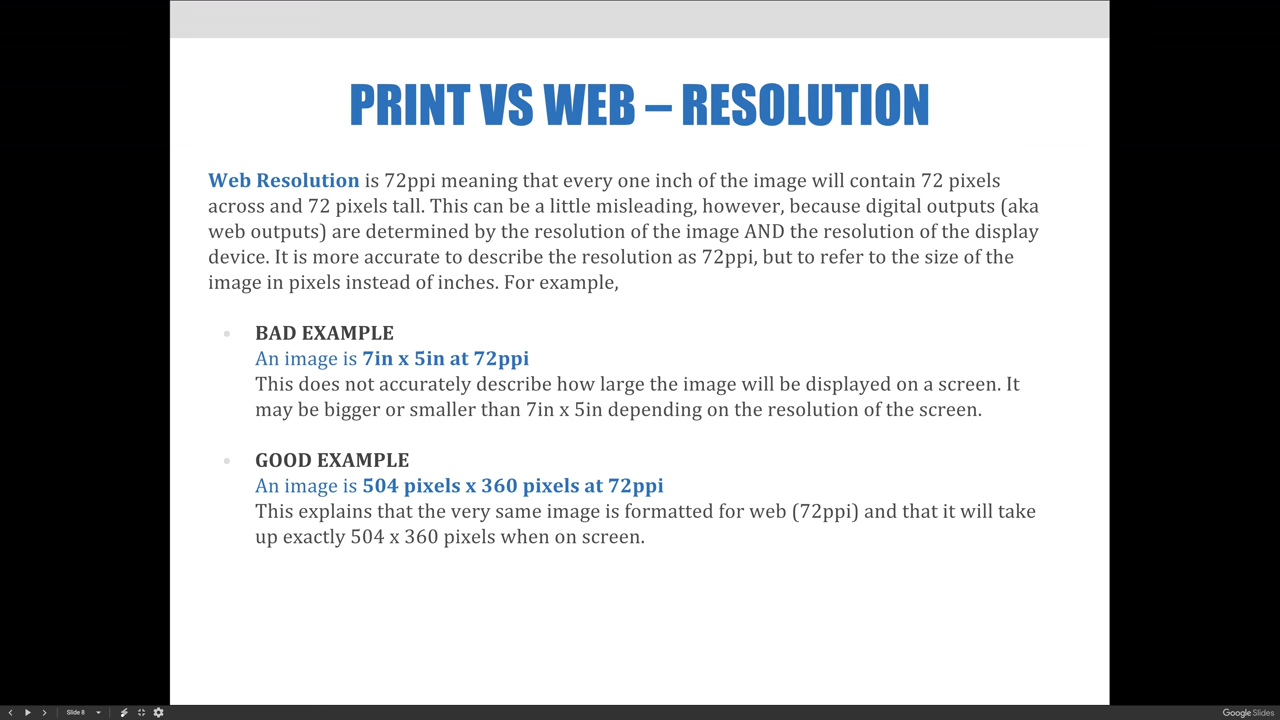 PRINT VS WEB – RESOLUTION
Web Resolution is 72ppi meaning that every one inch of the image will contain 72 pixels
across and 72 pixels tall. This can be a little misleading, however, because digital outputs (aka
web outputs) are determined by the resolution of the image AND the resolution of the display
device. It is more accurate to describe the resolution as 72ppi, but to refer to the size of the
image in pixels instead of inches. For example,
BAD EXAMPLE
An image is 7in x 5in at 72ppi
This does not accurately describe how large the image will be displayed on a screen. It
may be bigger or smaller than 7in x 5in depending on the resolution of the screen.
GOOD EXAMPLE
An image is 504 pixels x 360 pixels at 72ppi
This explains that the very same image is formatted for web (72ppi) and that it will take
up exactly 504 x 360 pixels when on screen.
Slide 8
Google Slides